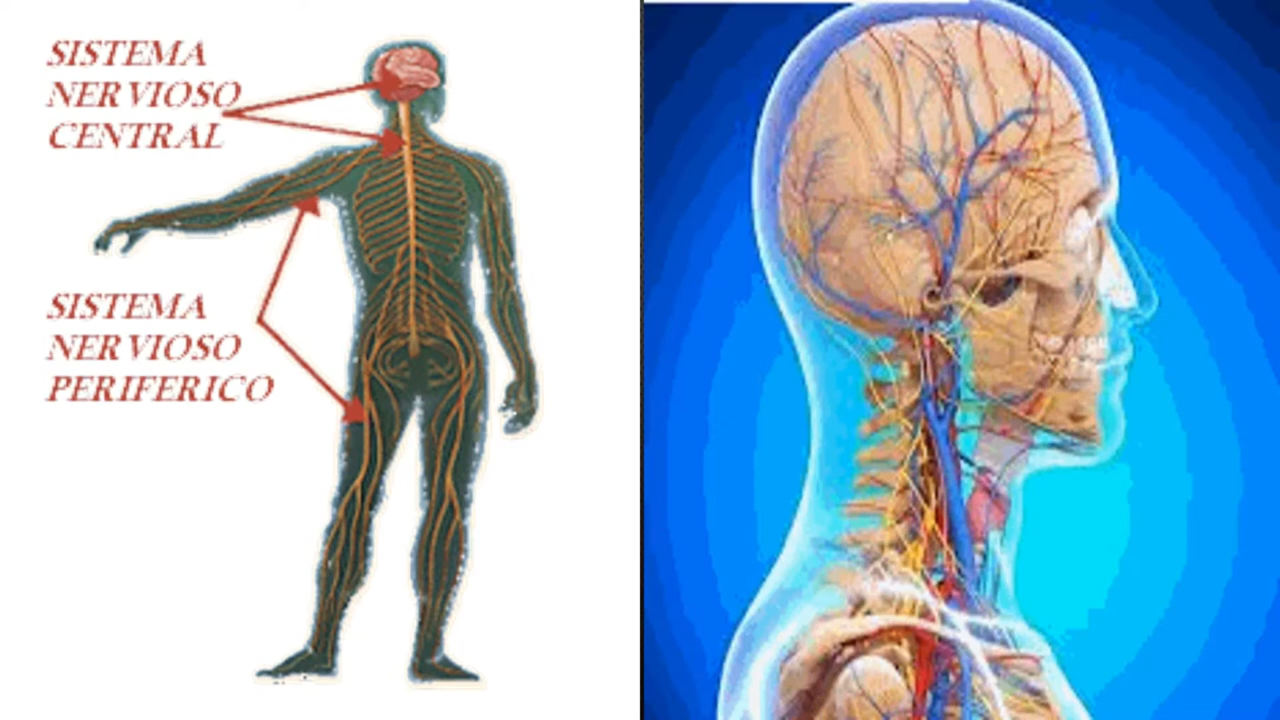 SISTEMA
NERVIOSO
CENTRAL
SISTEMA
NERVIOSO
PERIFERICO